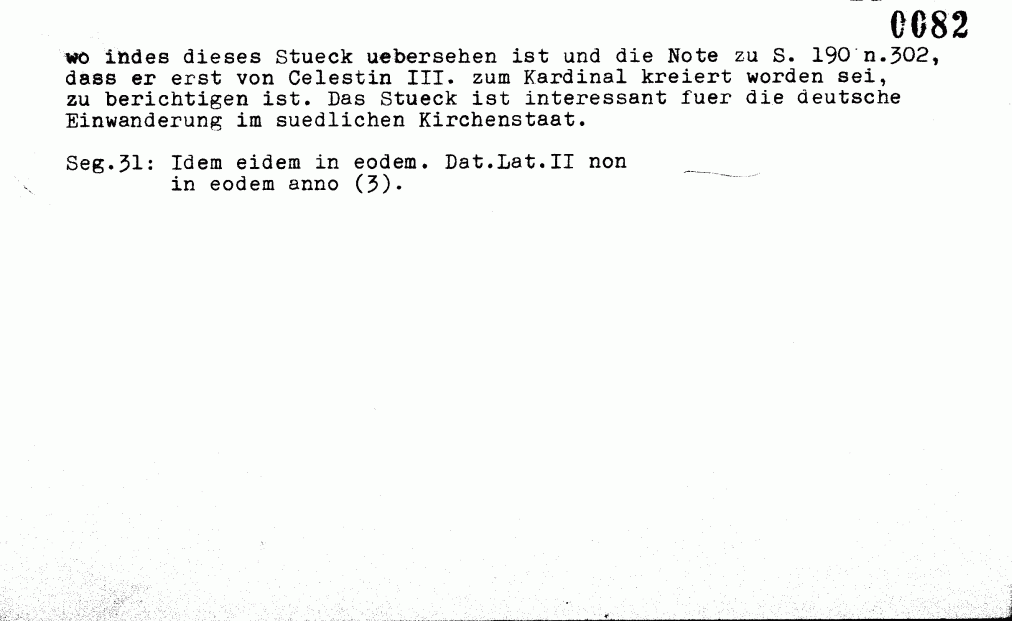 0082
wo indes dieses Stueck uebersehen ist und die Note zu S. 190 n.302,
dass er erst von Celestin III. zum Kardinal kreiert worden sei,
zu berichtigen ist. Das Stueck ist interessant fuer die deutsche
Einwanderung im suedlichen Kirchenstaat.
Seg.31: Idem eidem in eodem. Dat.Lat.II non
in eodem anno (3).